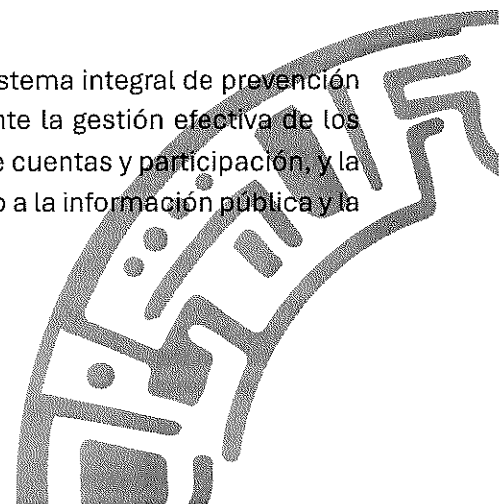 stema integral de prevención
nte la gestión efectiva de los
e cuentas y participación, y la
o a la información pública y la